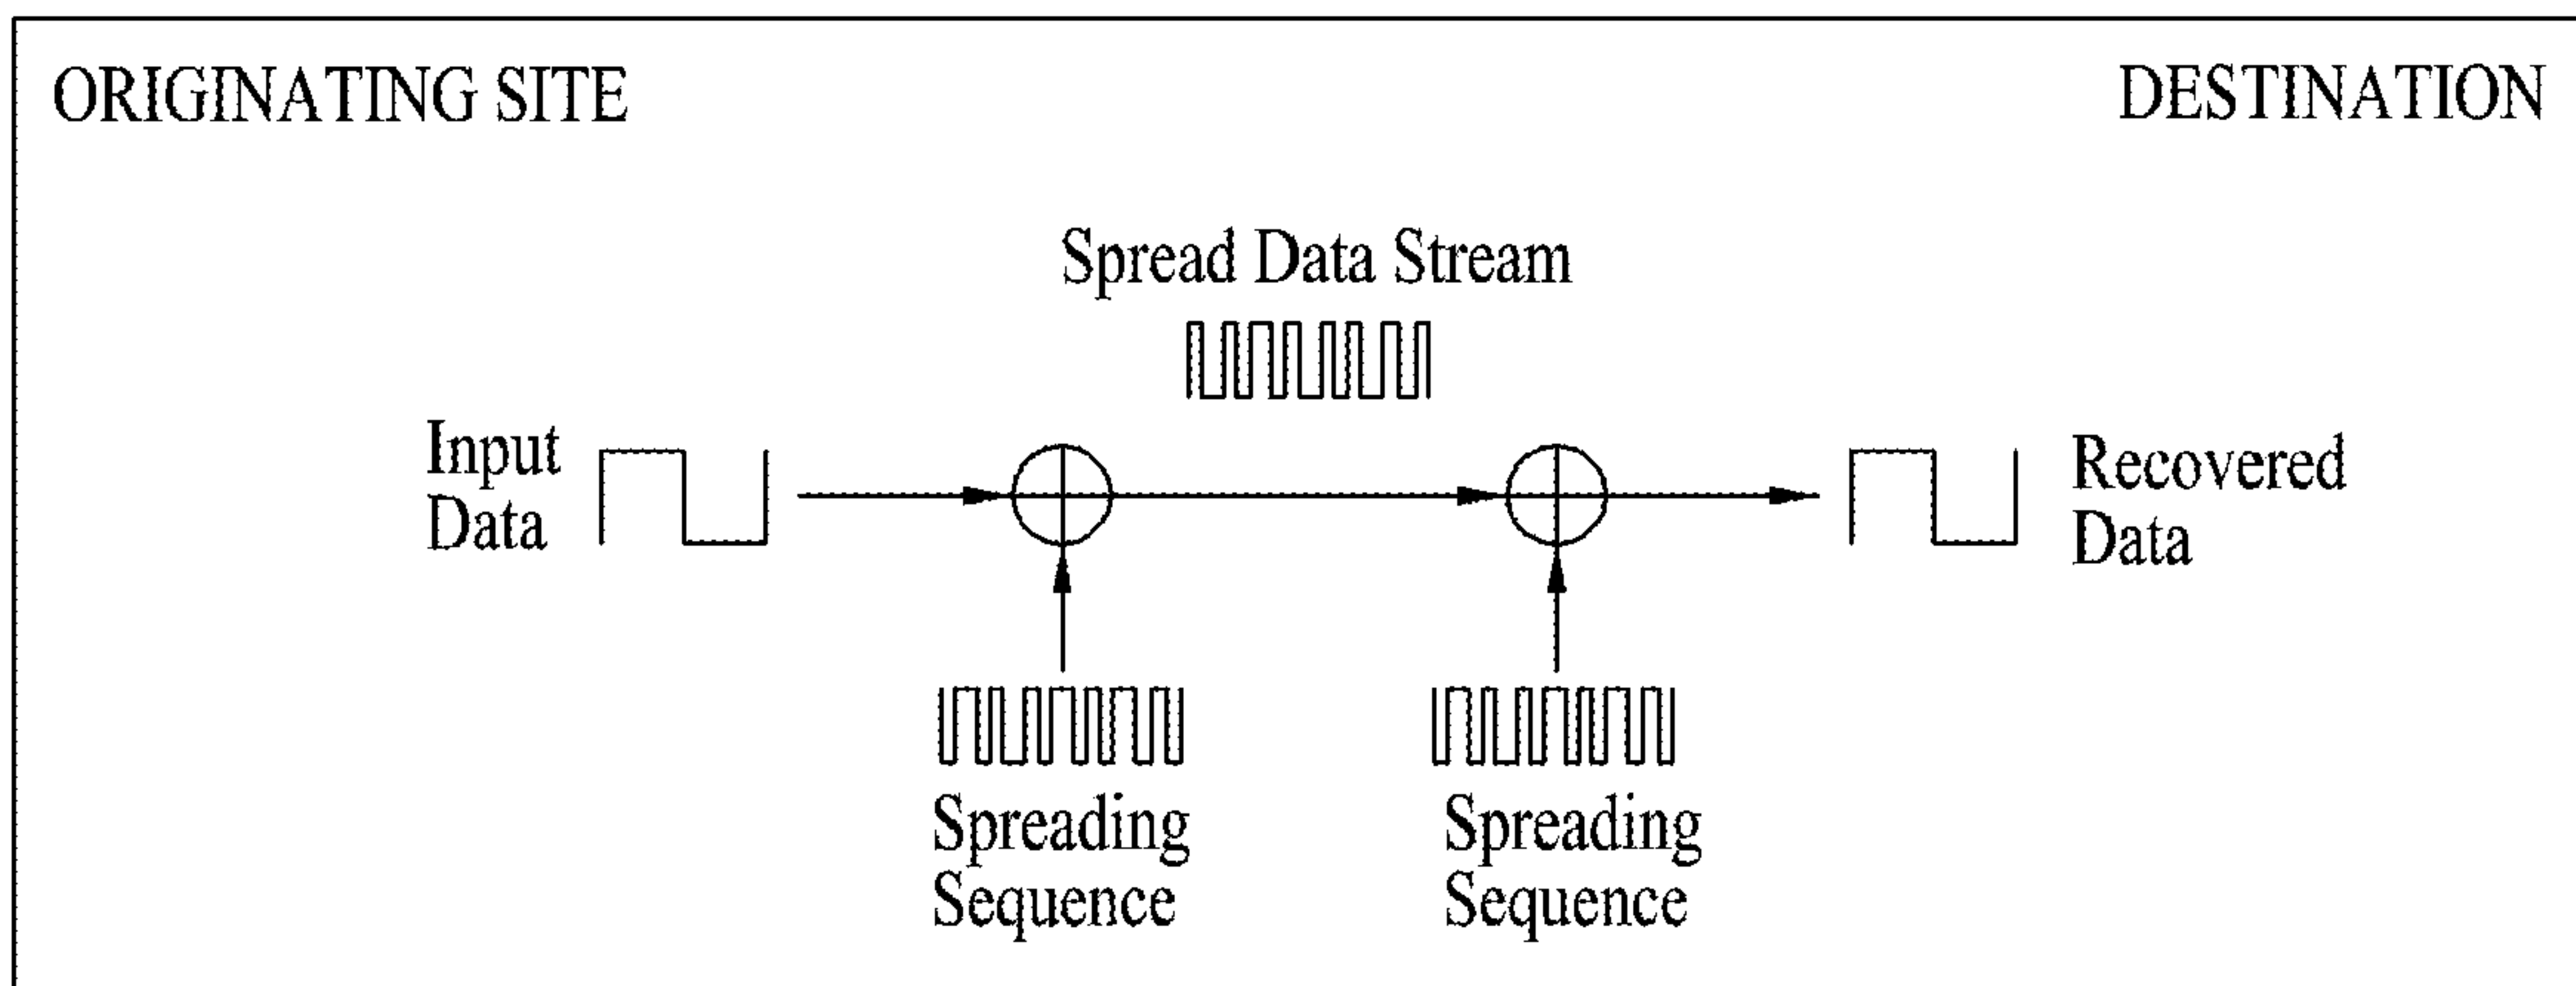 ORIGINATING SITE
DESTINATION
Spread Data Stream
Input
Data
Recovered
Data
Spreading
Sequence
Spreading
Sequence